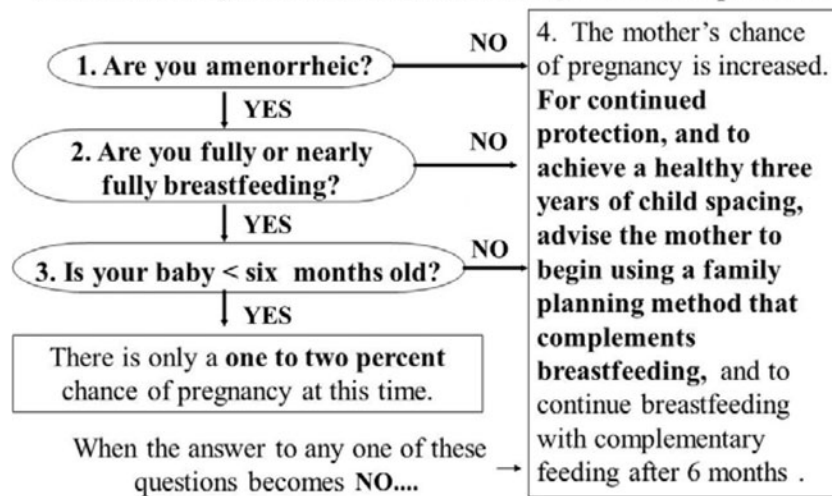 1. Are you amenorrheic?
NO
YES
2. Are you fully or nearly
fully breastfeeding?
NO
YES
3. Is your baby < six months old?
NO
YES
There is only a one to two percent
chance of pregnancy at this time.
When the answer to any one of these
questions becomes NO....
4. The mother's chance
of pregnancy is increased.
For continued
protection, and to
achieve a healthy three
years of child spacing,
advise the mother to
begin using a family
planning method that
complements
breastfeeding, and to
continue breastfeeding
with complementary
feeding after 6 months .